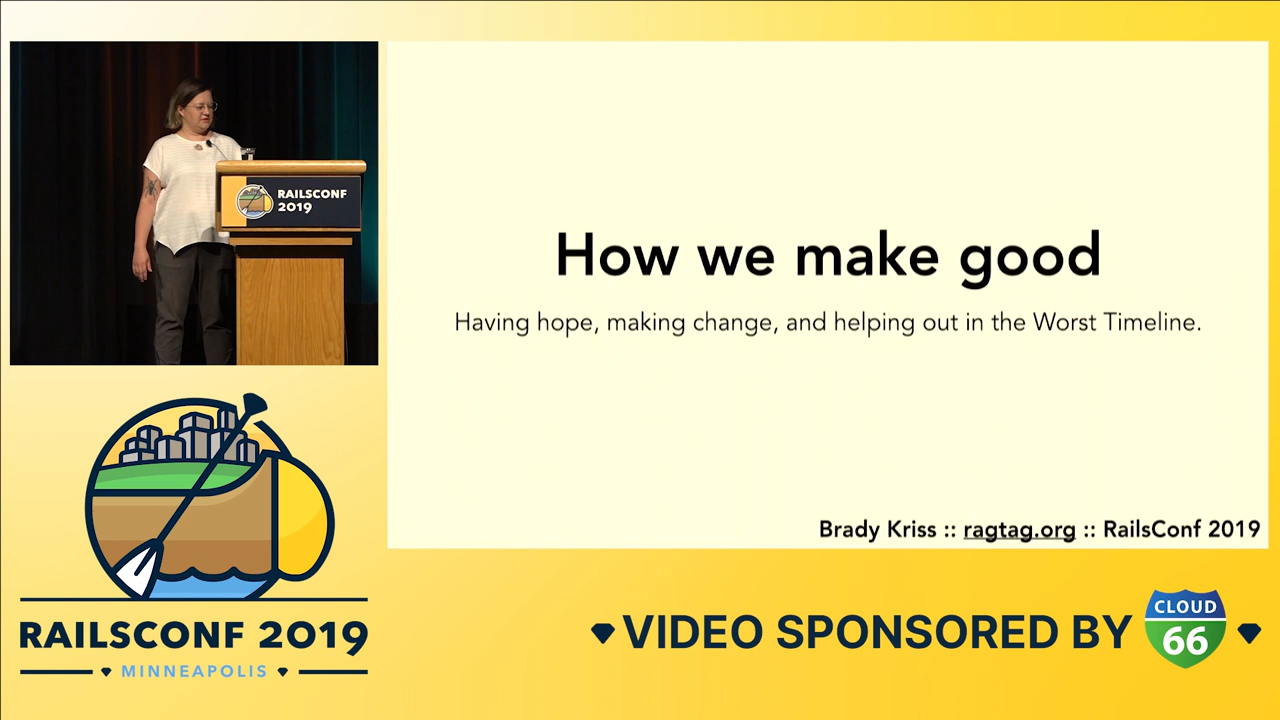 RAILSCONF
2019
How we make good
Having hope, making change, and helping out in the Worst Timeline.
Brady Kriss :: ragtag.org :: RailsConf 2019
RAILSCONF 2019
MINNEAPOLIS
VIDEO SPONSORED BY
CLOUD
66